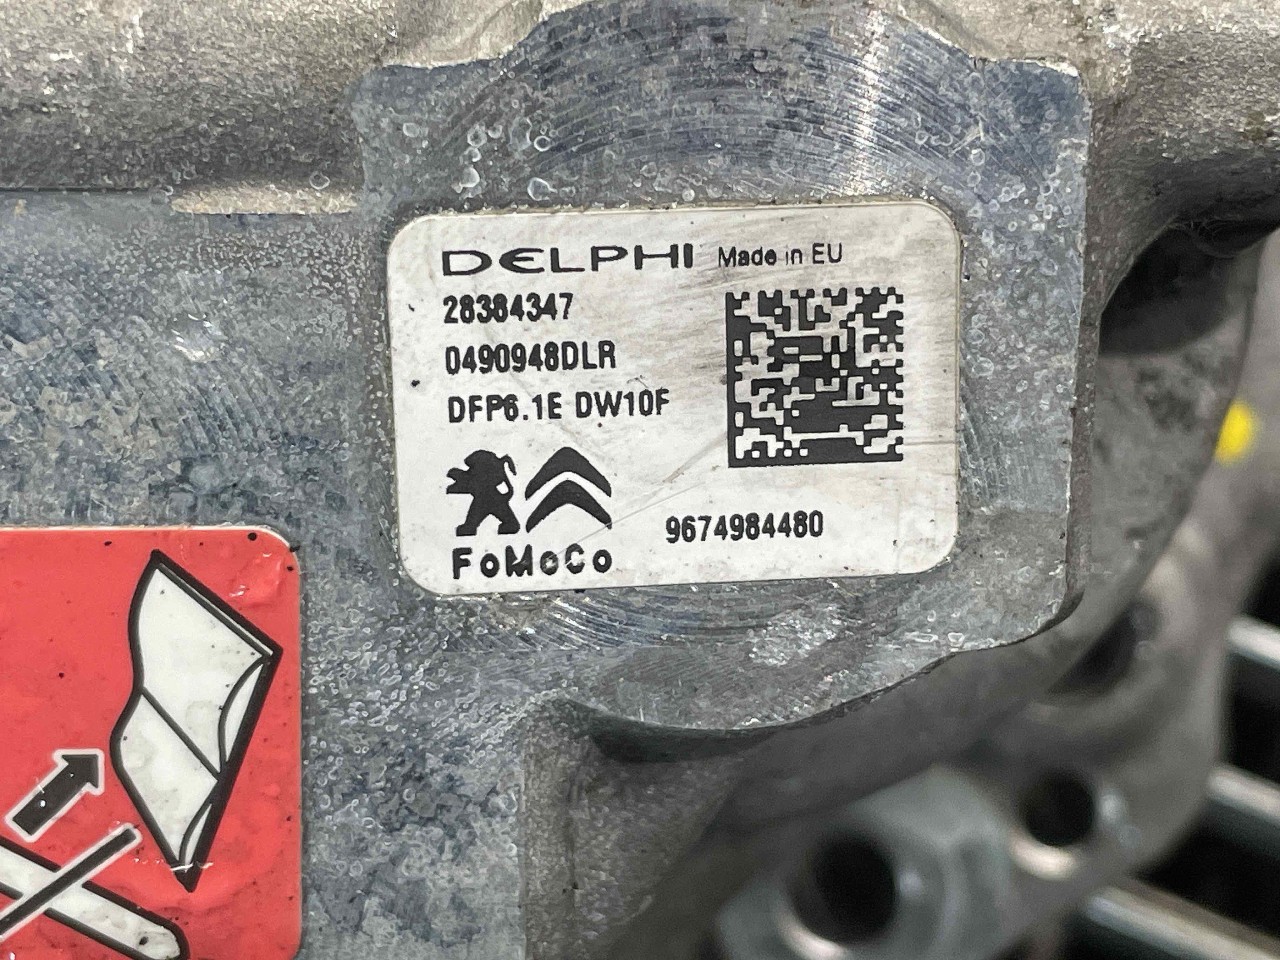 DELPHI Made in EU
28384347
0490948DLR
DFP6.1E DW10F
FoMoCo
9674984480